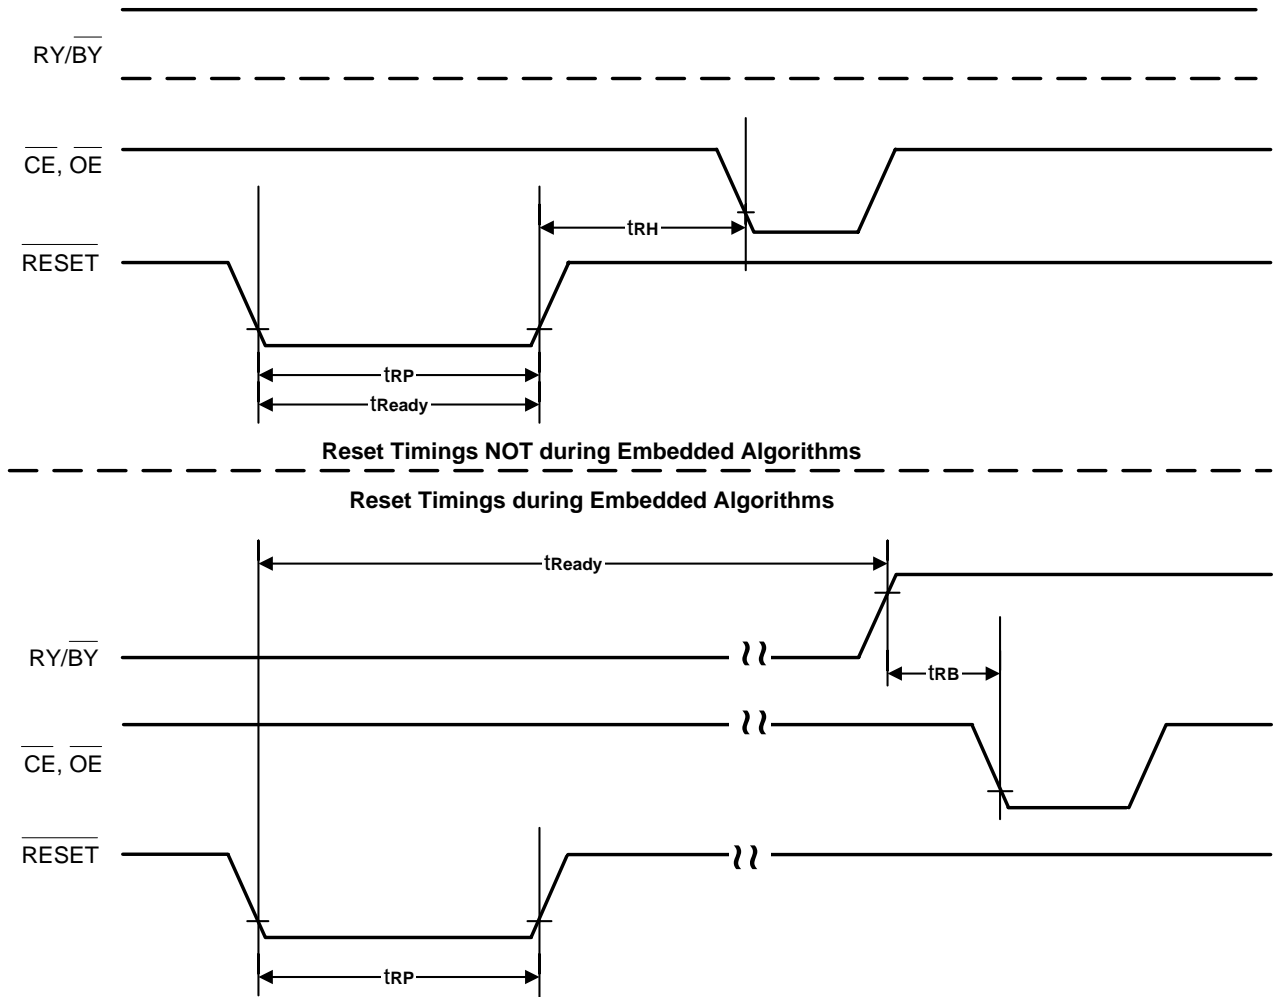 RY/BY
CE, OE
tRH
RESET
tRP
tReady
Reset Timings NOT during Embedded Algorithms
Reset Timings during Embedded Algorithms
tReady
RY/BY
tRB
CE, OE
RESET
tRP